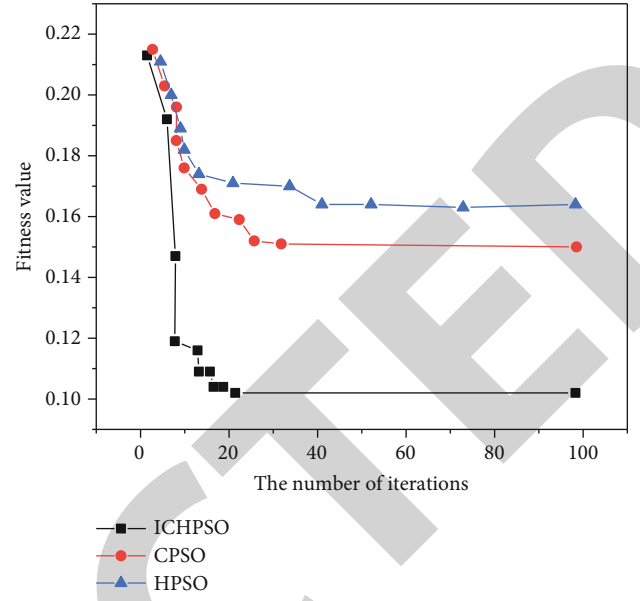 0.22
0.20
0.18
0.16
0.14
0.12
0.10
Fitness value
0 20 40 60 80 100
The number of iterations
ICHPSO
CPSO
HPSO
CTED